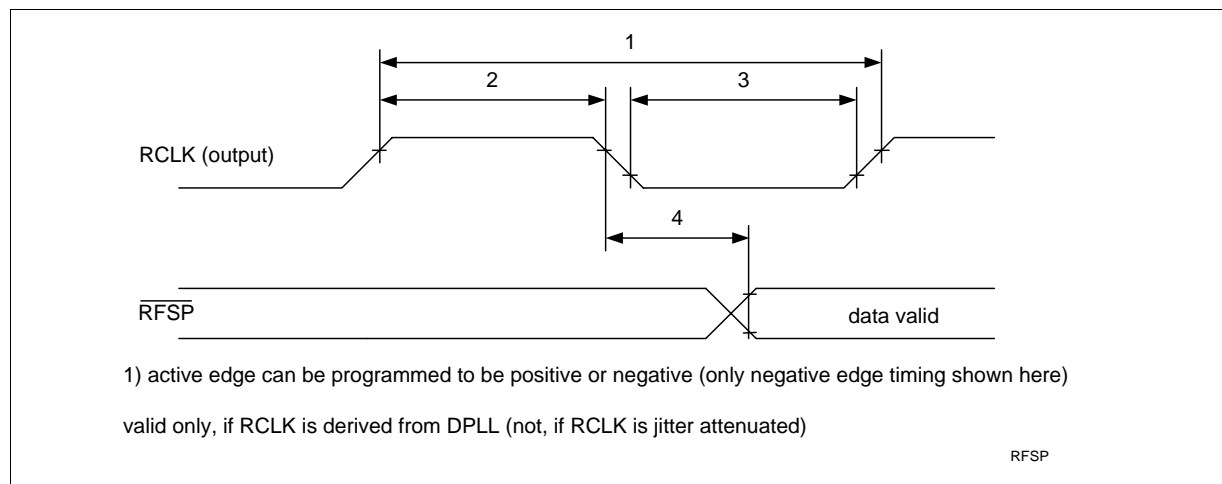 1
2
3
RCLK (output)
4
RFSP
data valid
1) active edge can be programmed to be positive or negative (only negative edge timing shown here)
valid only, if RCLK is derived from DPLL (not, if RCLK is jitter attenuated)
RFSP